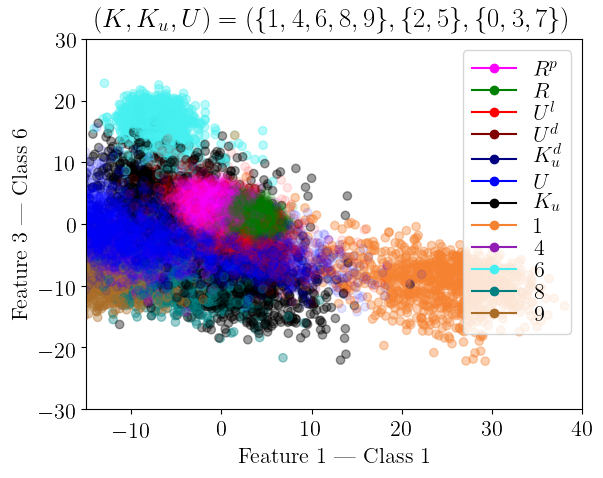 (K, K_u, U) = ({1, 4, 6, 8, 9}, {2, 5}, {0, 3, 7})
30
20
10
0
−10
−20
−30
Feature 3 — Class 6
R^p
R
U^l
U^d
K_u^d
U
K_u
1
4
6
8
9
−10
0
10
20
30
40
Feature 1 — Class 1